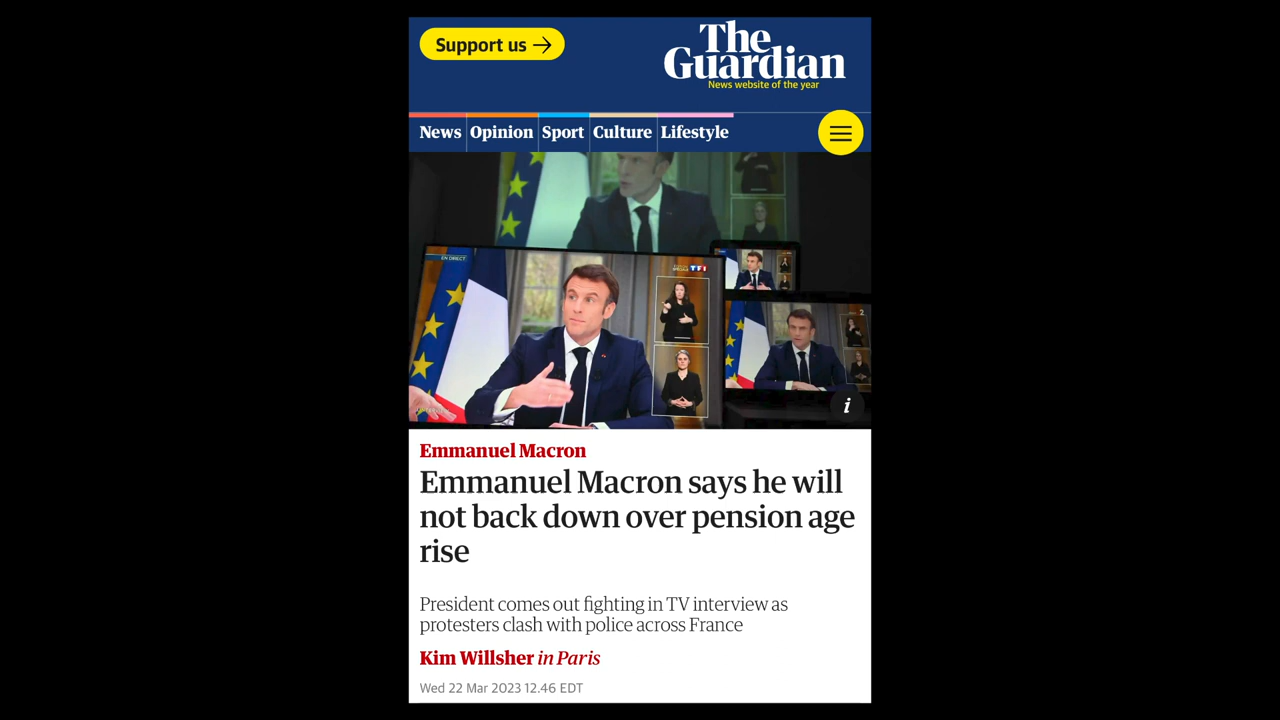 Support us
The
Guardian
News website of the year
News
Opinion
Sport
Culture
Lifestyle
EN DIRECT
TF1
2
i
Emmanuel Macron
Emmanuel Macron says he will
not back down over pension age
rise
President comes out fighting in TV interview as
protesters clash with police across France
Kim Willsher in Paris
Wed 22 Mar 2023 12.46 EDT